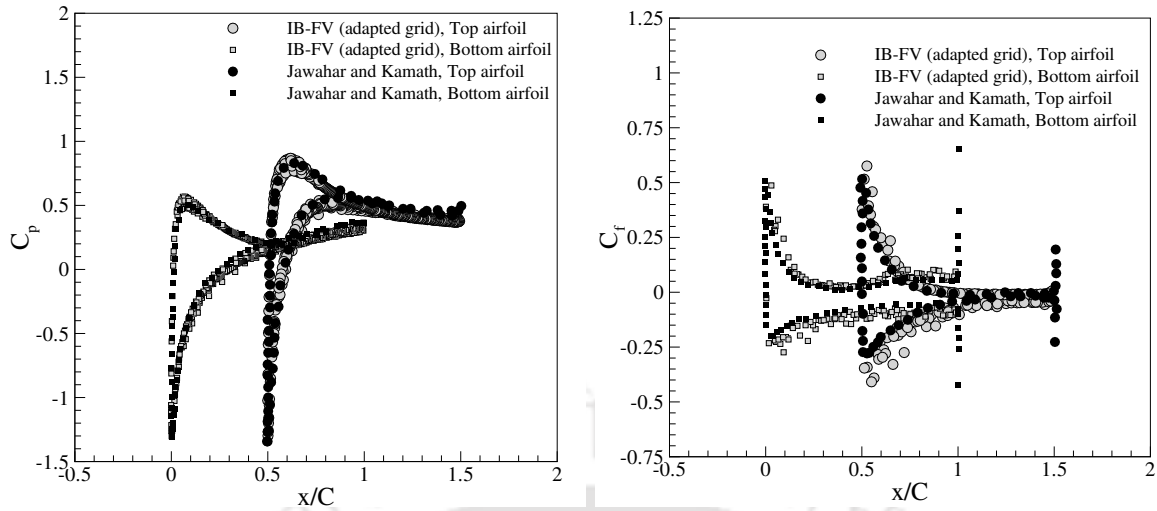 2
1.5
1
0.5
0
-0.5
-1
-1.5
-0.5
0
0.5
1
1.5
2
x/C
Cp
IB-FV (adapted grid), Top airfoil
IB-FV (adapted grid), Bottom airfoil
Jawahar and Kamath, Top airfoil
Jawahar and Kamath, Bottom airfoil
1.25
1
0.75
0.5
0.25
0
-0.25
-0.5
-0.75
-0.5
0
0.5
1
1.5
2
x/C
Cf
IB-FV (adapted grid), Top airfoil
IB-FV (adapted grid), Bottom airfoil
Jawahar and Kamath, Top airfoil
Jawahar and Kamath, Bottom airfoil